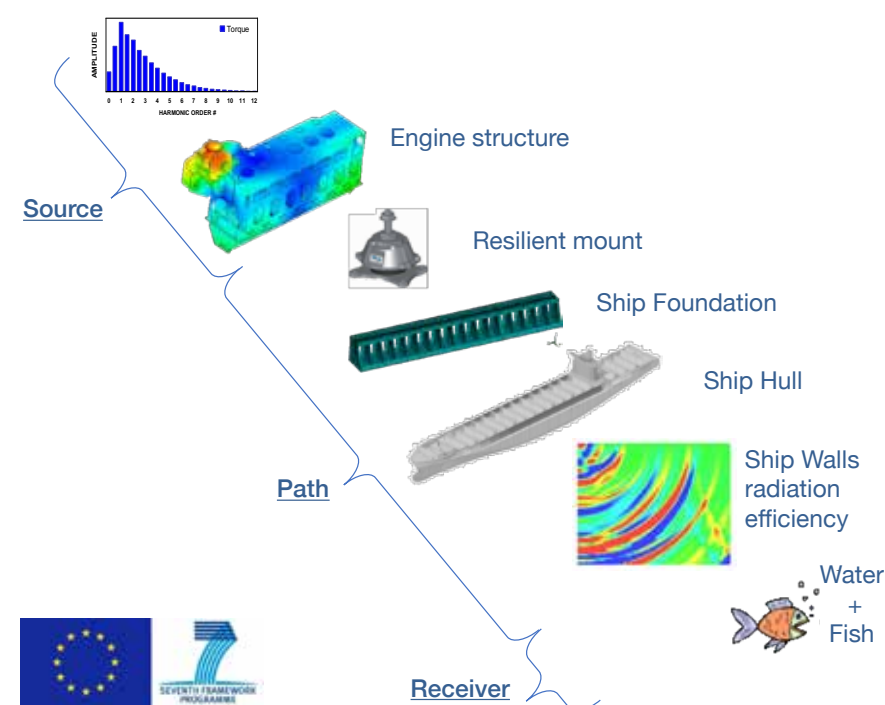 Torque
AMPLITUDE
0 1 2 3 4 5 6 7 8 9 10 11 12
HARMONIC ORDER #
Engine structure
Source
Resilient mount
Ship Foundation
Ship Hull
Ship Walls
radiation
efficiency
Path
Water
+
Fish
7
SEVENTH FRAMEWORK
PROGRAMME
Receiver